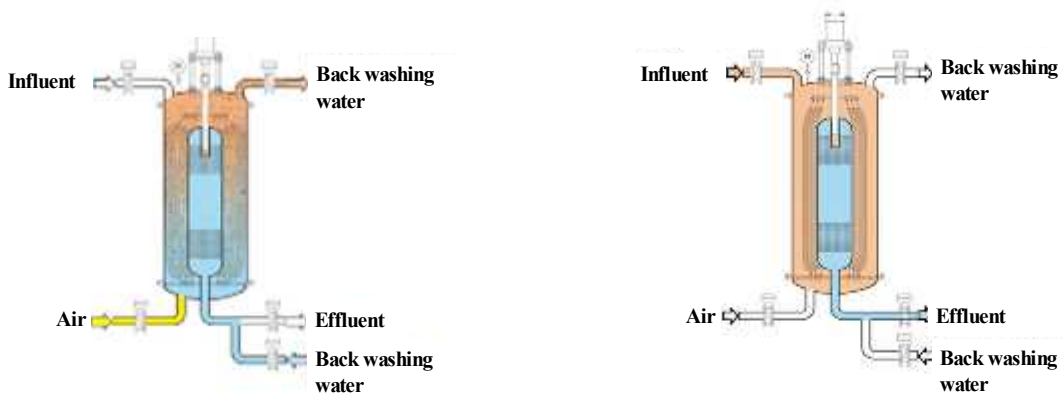 Influent
Back washing
water
Air
Effluent
Back washing
water
Influent
Back washing
water
Air
Effluent
Back washing
water